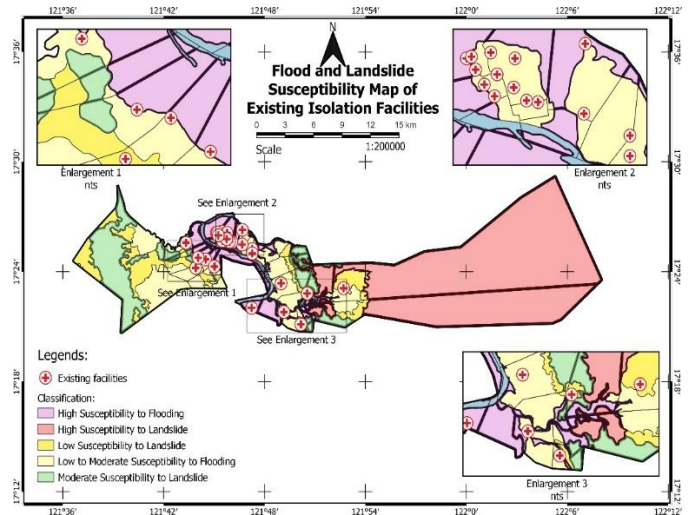 121°36' 121°42' 121°48' 121°54' 122°0' 122°6' 122°12'
N
Flood and Landslide
Susceptibility Map of
Existing Isolation Facilities
0 3 6 9 12 15 km
Scale 1:200000
Enlargement 1
nts
Enlargement 2
nts
17°36' 17°36'
17°30' 17°30'
See Enlargement 2
17°24' 17°24'
See Enlargement 1
See Enlargement 3
Legends:
Existing facilities
Classification:
High Susceptibility to Flooding
High Susceptibility to Landslide
Low Susceptibility to Landslide
Low to Moderate Susceptibility to Flooding
Moderate Susceptibility to Landslide
17°18' 17°18'
Enlargement 3
nts
17°12' 17°12'
121°36' 121°42' 121°48' 121°54' 122°0' 122°6' 122°12'